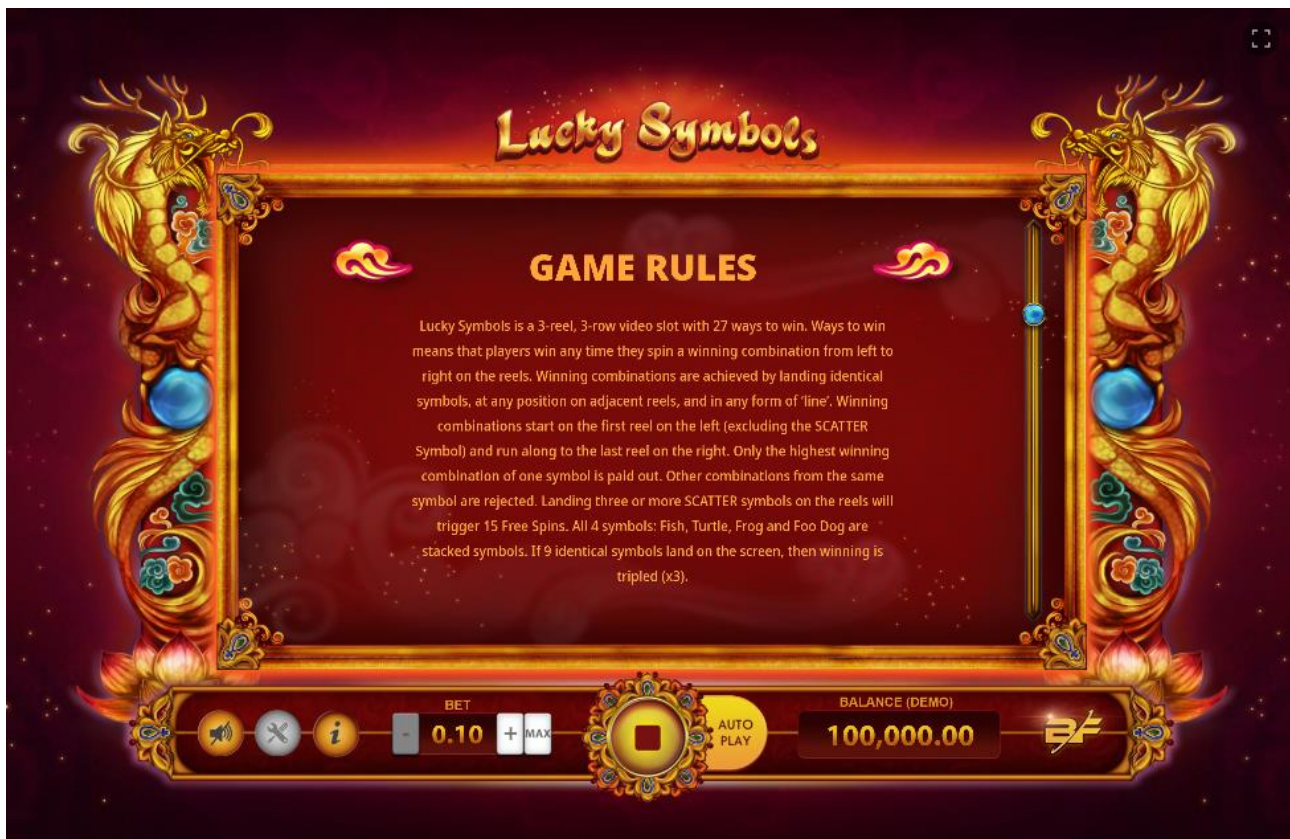 Lucky Symbols
GAME RULES
Lucky Symbols is a 3-reel, 3-row video slot with 27 ways to win. Ways to win
means that players win any time they spin a winning combination from left to
right on the reels. Winning combinations are achieved by landing identical
symbols, at any position on adjacent reels, and in any form of ‘line’. Winning
combinations start on the first reel on the left (excluding the SCATTER
Symbol) and run along to the last reel on the right. Only the highest winning
combination of one symbol is paid out. Other combinations from the same
symbol are rejected. Landing three or more SCATTER symbols on the reels will
trigger 15 Free Spins. All 4 symbols: Fish, Turtle, Frog and Foo Dog are
stacked symbols. If 9 identical symbols land on the screen, then winning is
tripled (x3).
i
BET
- 0.10 + MAX
AUTO
PLAY
BALANCE (DEMO)
100,000.00
BF